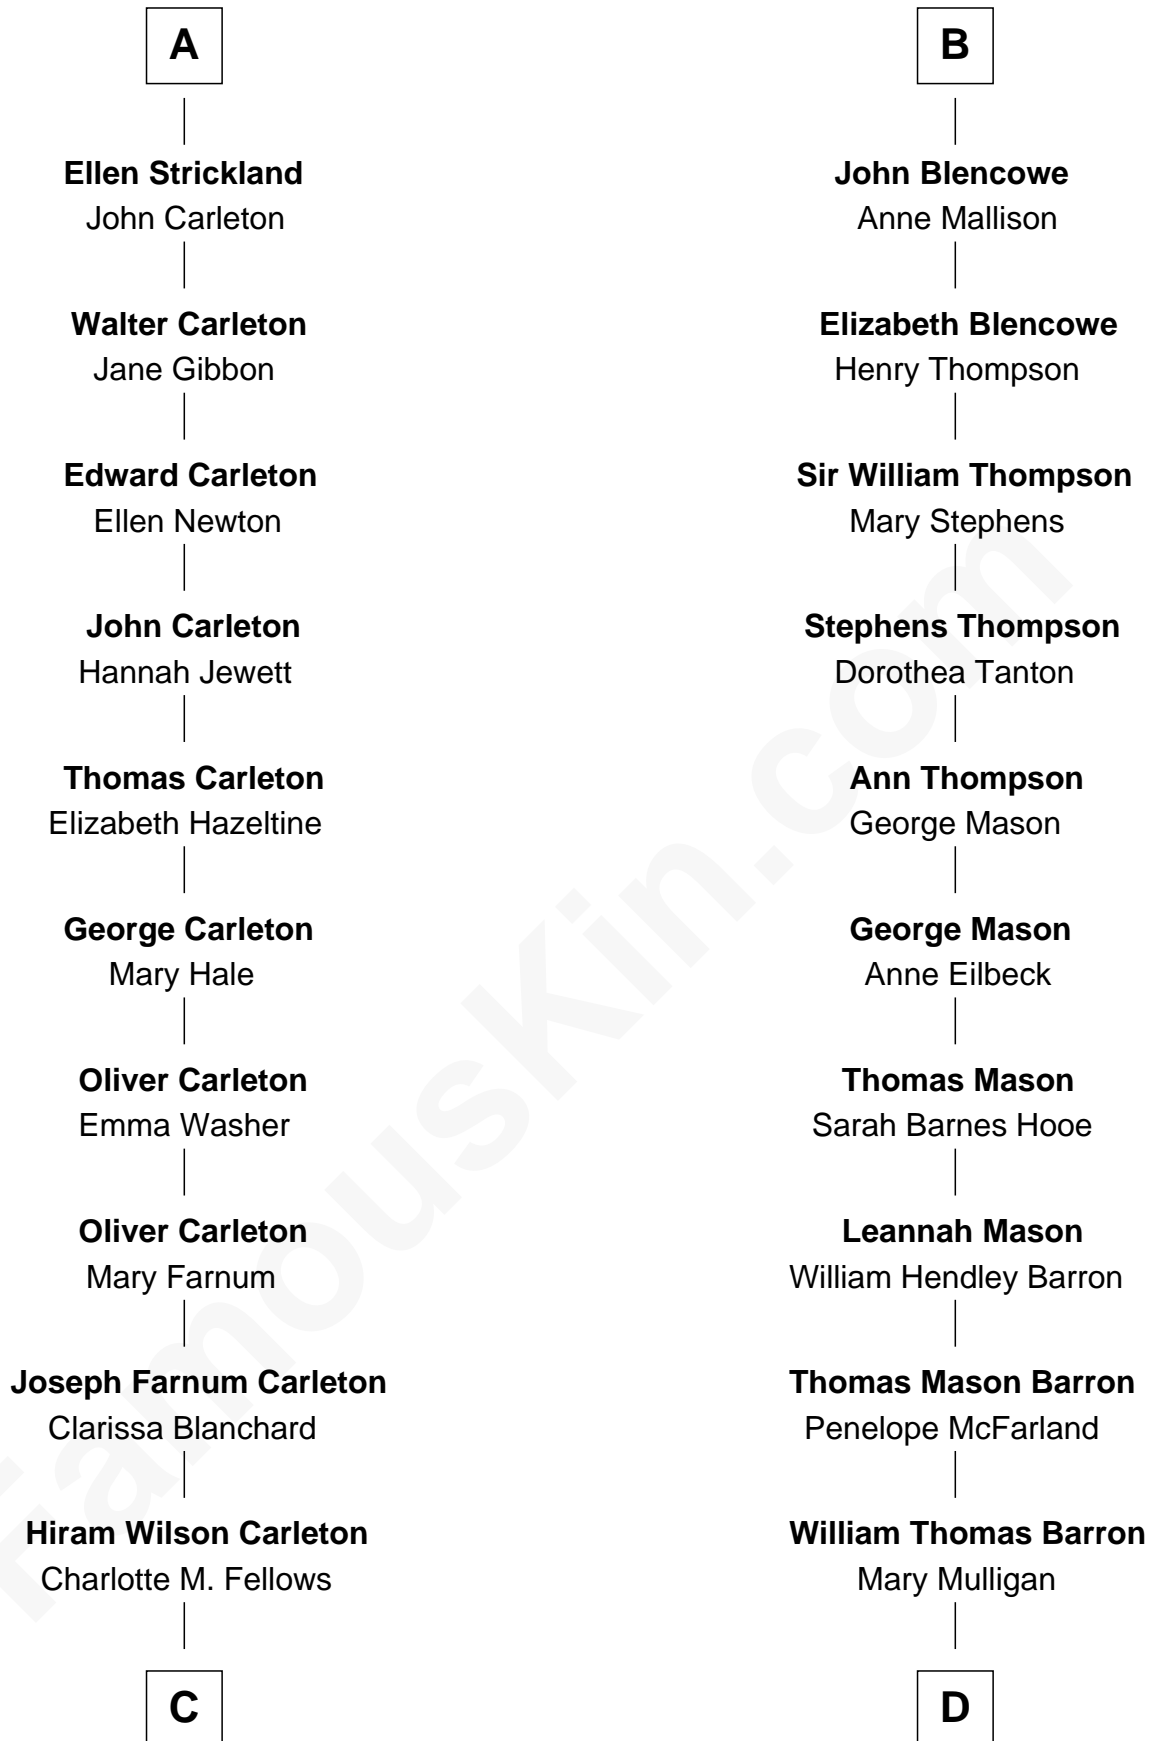 A
Ellen Strickland
John Carleton
Walter Carleton
Jane Gibbon
Edward Carleton
Ellen Newton
John Carleton
Hannah Jewett
Thomas Carleton
Elizabeth Hazeltine
George Carleton
Mary Hale
Oliver Carleton
Emma Washer
Oliver Carleton
Mary Farnum
Joseph Farnum Carleton
Clarissa Blanchard
Hiram Wilson Carleton
Charlotte M. Fellows
C
B
John Blencowe
Anne Mallison
Elizabeth Blencowe
Henry Thompson
Sir William Thompson
Mary Stephens
Stephens Thompson
Dorothea Tanton
Ann Thompson
George Mason
George Mason
Anne Eilbeck
Thomas Mason
Sarah Barnes Hooe
Leannah Mason
William Hendley Barron
Thomas Mason Barron
Penelope McFarland
William Thomas Barron
Mary Mulligan
D
FamousKin.com